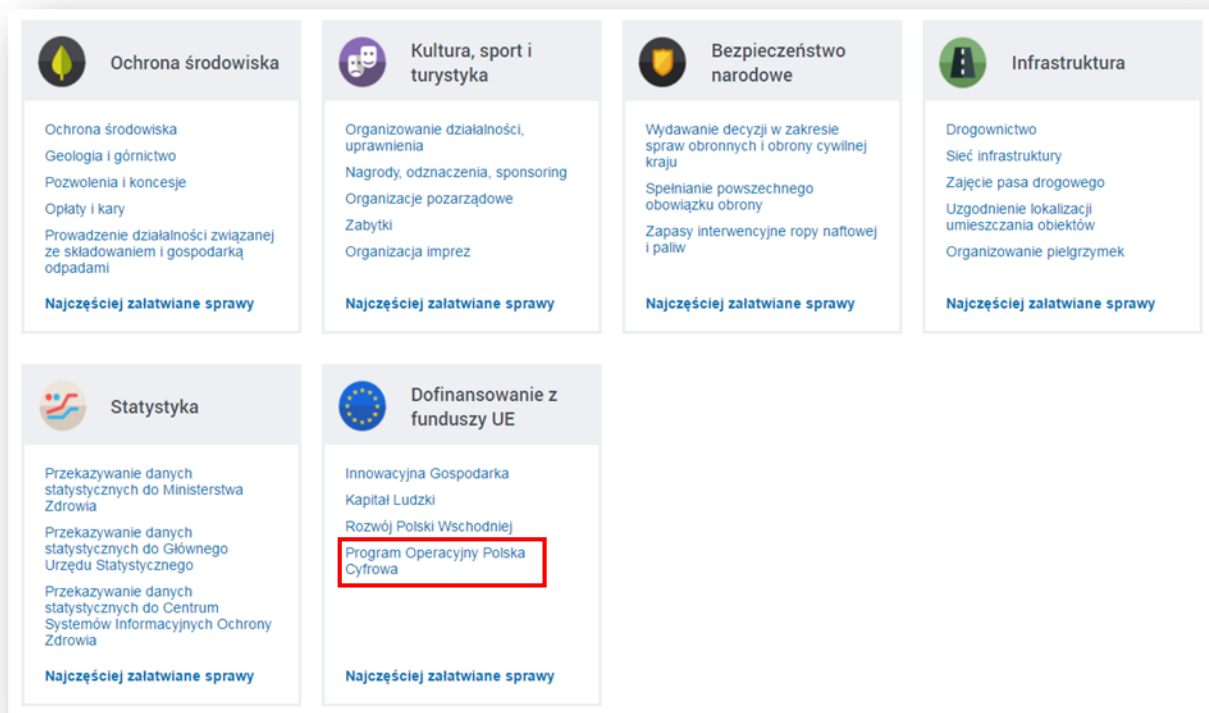 Ochrona środowiska
Ochrona środowiska
Geologia i górnictwo
Pozwolenia i koncesje
Opłaty i kary
Prowadzenie działalności związanej
ze składowaniem i gospodarką
odpadami
Najczęściej załatwiane sprawy
Kultura, sport i
turystyka
Organizowanie działalności,
uprawnienia
Nagrody, odznaczenia, sponsoring
Organizacje pozarządowe
Zabytki
Organizacja imprez
Najczęściej załatwiane sprawy
Bezpieczeństwo
narodowe
Wydawanie decyzji w zakresie
spraw obronnych i obrony cywilnej
kraju
Spełnianie powszechnego
obowiązku obrony
Zapasy interwencyjne ropy naftowej
i paliw
Najczęściej załatwiane sprawy
Infrastruktura
Drogownictwo
Sieć infrastruktury
Zajęcie pasa drogowego
Uzgodnienie lokalizacji
umieszczania obiektów
Organizowanie pielgrzymek
Najczęściej załatwiane sprawy
Statystyka
Przekazywanie danych
statystycznych do Ministerstwa
Zdrowia
Przekazywanie danych
statystycznych do Głównego
Urzędu Statystycznego
Przekazywanie danych
statystycznych do Centrum
Systemów Informacyjnych Ochrony
Zdrowia
Najczęściej załatwiane sprawy
Dofinansowanie z
funduszy UE
Innowacyjna Gospodarka
Kapitał Ludzki
Rozwój Polski Wschodniej
Program Operacyjny Polska
Cyfrowa
Najczęściej załatwiane sprawy